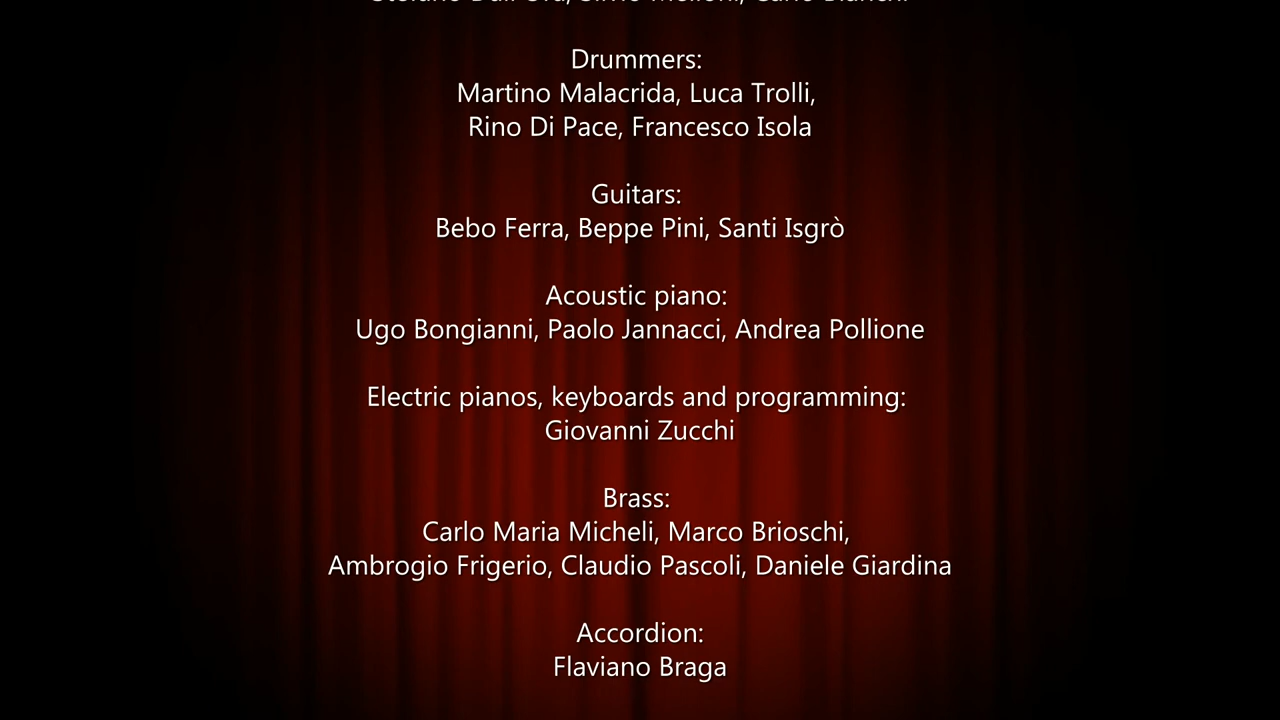 Drummers:
Martino Malacrida, Luca Trolli,
Rino Di Pace, Francesco Isola
Guitars:
Bebo Ferra, Beppe Pini, Santi Isgrò
Acoustic piano:
Ugo Bongianni, Paolo Jannacci, Andrea Pollione
Electric pianos, keyboards and programming:
Giovanni Zucchi
Brass:
Carlo Maria Micheli, Marco Brioschi,
Ambrogio Frigerio, Claudio Pascoli, Daniele Giardina
Accordion:
Flaviano Braga